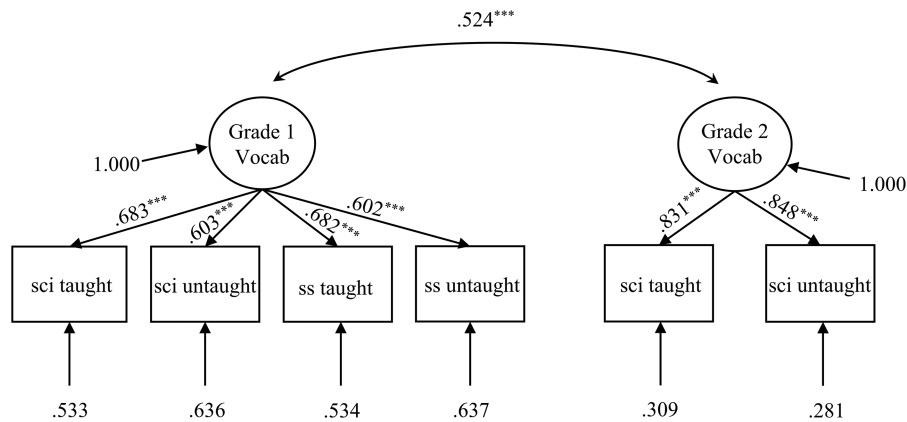 .524***
Grade 1
Vocab
Grade 2
Vocab
1.000
1.000
.683***
.603***
.682***
.602***
.831***
.848***
sci taught
sci untaught
ss taught
ss untaught
sci taught
sci untaught
.533
.636
.534
.637
.309
.281